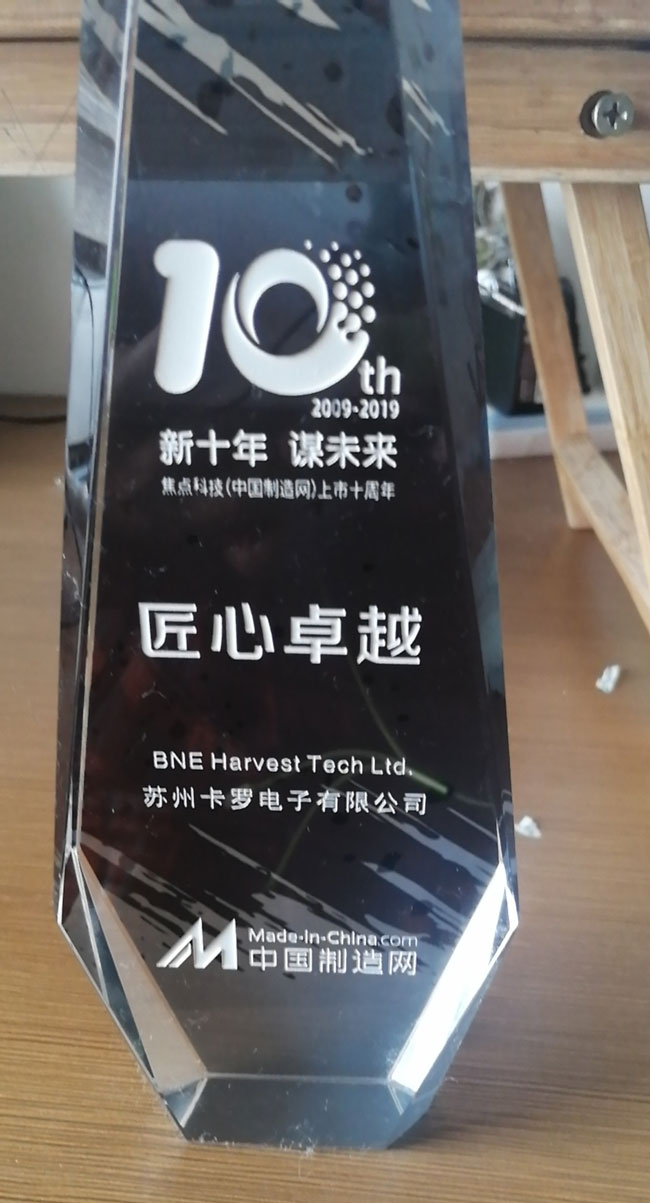 10th
2009-2019
新十年 谋未来
焦点科技(中国制造网)上市十周年
匠心卓越
BNE Harvest Tech Ltd.
苏州卡罗电子有限公司
Made-in-China.com
中国制造网